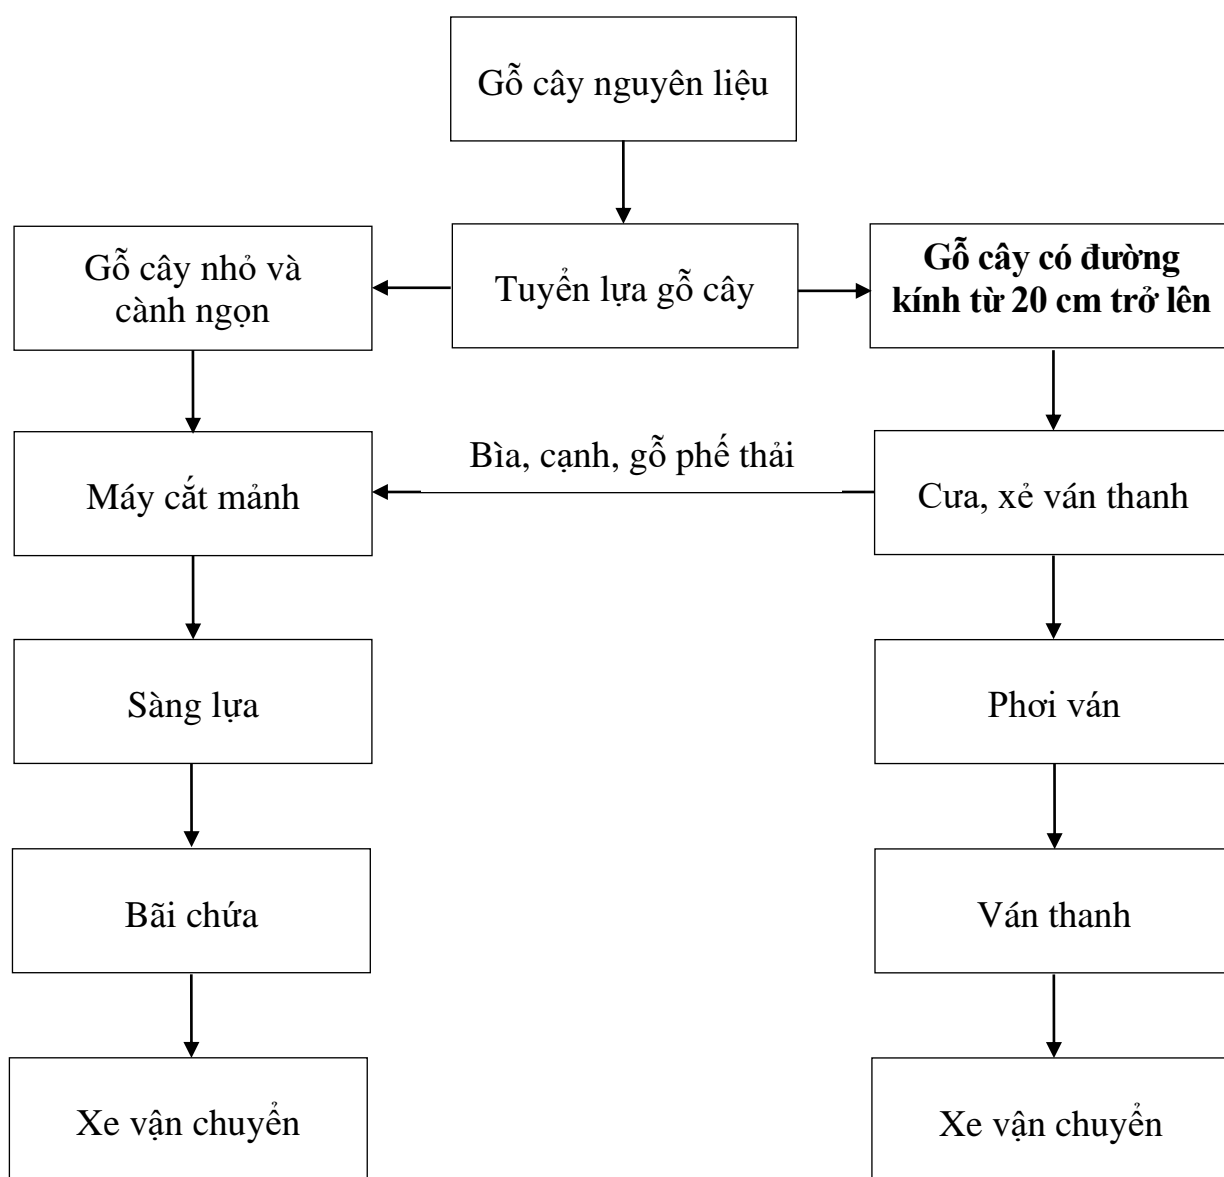 Gỗ cây nguyên liệu
Gỗ cây nhỏ và
cành ngọn
Tuyển lựa gỗ cây
Gỗ cây có đường
kính từ 20 cm trở lên
Máy cắt mảnh
Bìa, cạnh, gỗ phế thải
Cưa, xẻ ván thanh
Sàng lựa
Phơi ván
Bãi chứa
Ván thanh
Xe vận chuyển
Xe vận chuyển